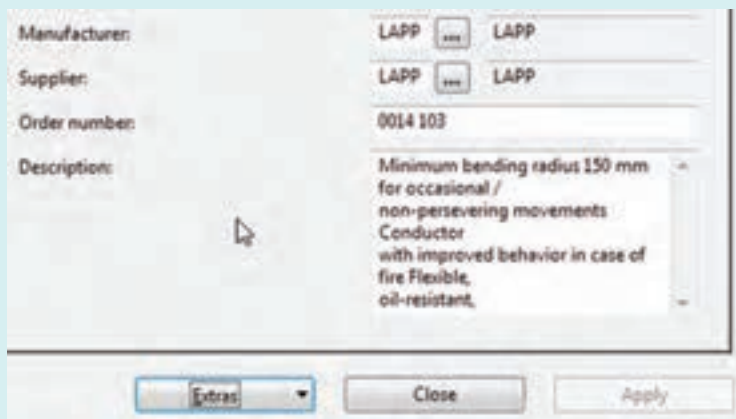 Manufacturer: LAPP ... LAPP
Supplier: LAPP ... LAPP
Order number: 0014 103
Description: Minimum bending radius 150 mm
for occasional /
non-persevering movements
Conductor
with improved behavior in case of
fire Flexible,
oil-resistant,
Extras Close Apply